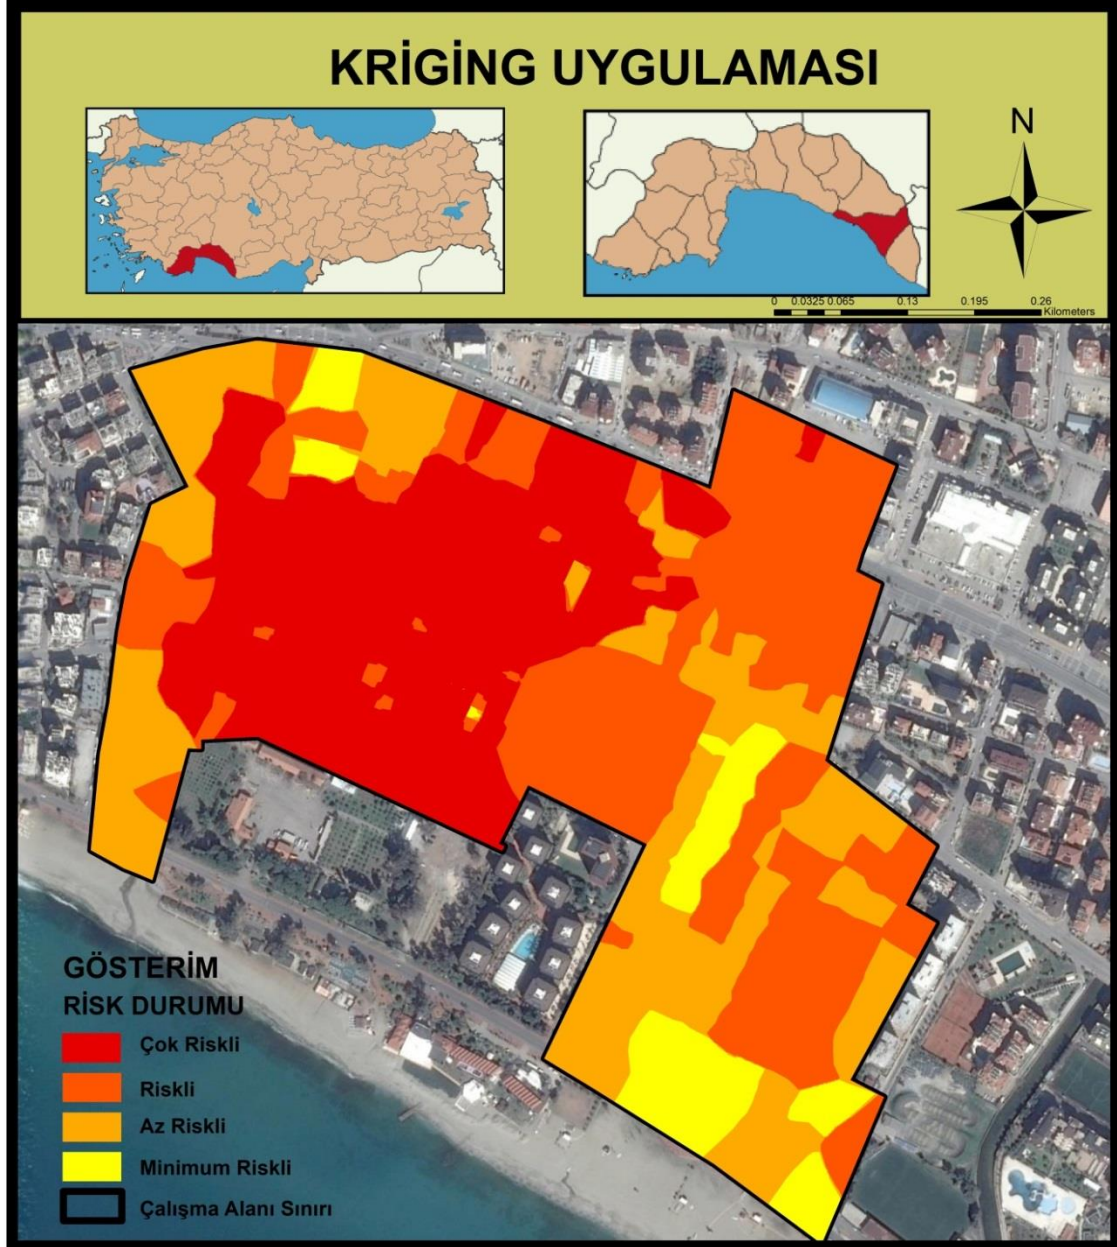 KRİGİNG UYGULAMASI
N
0 0.0325 0.065 0.13 0.195 0.26
Kilometers
GÖSTERİM
RİSK DURUMU
Çok Riskli
Riskli
Az Riskli
Minimum Riskli
Çalışma Alanı Sınırı